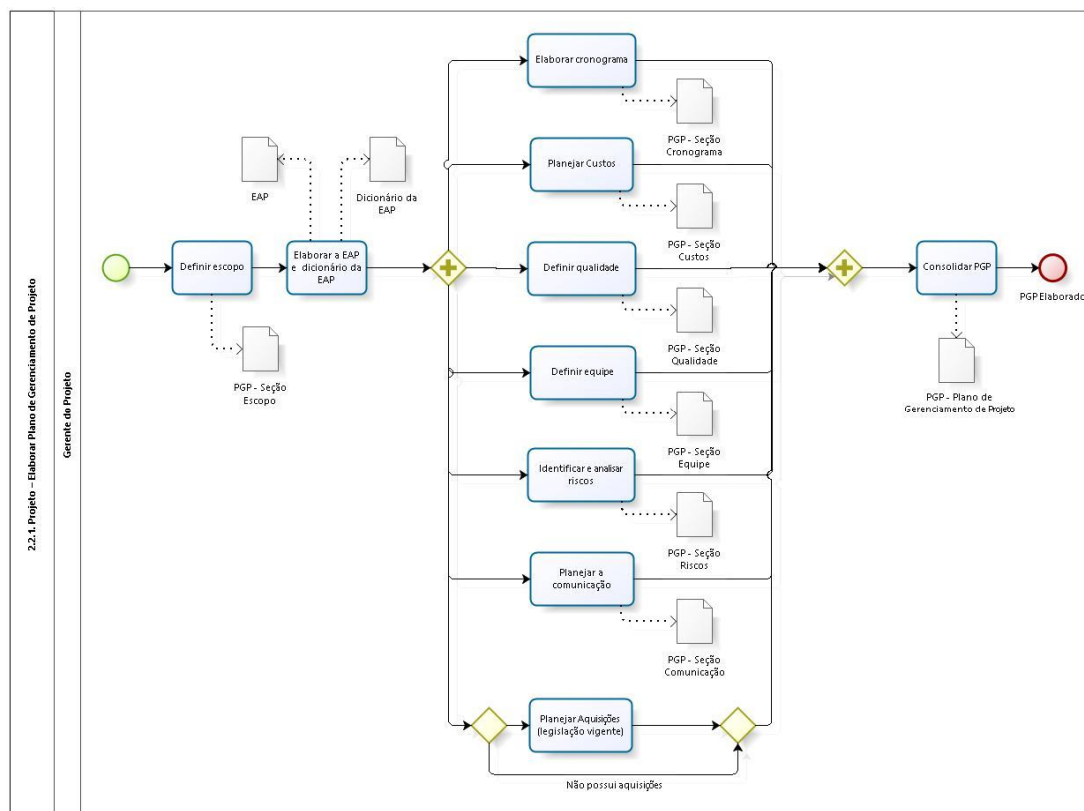 2.2.1. Projeto – Elaborar Plano de Gerenciamento de Projeto
Gerente do Projeto
Definir escopo
PGP - Seção
Escopo
EAP
Dicionário da
EAP
Elaborar a EAP
e dicionário da
EAP
Elaborar cronograma
PGP - Seção
Cronograma
Planejar Custos
PGP - Seção
Custos
Definir qualidade
PGP - Seção
Qualidade
Definir equipe
PGP - Seção
Equipe
Identificar e analisar
riscos
PGP - Seção
Riscos
Planejar a
comunicação
PGP - Seção
Comunicação
Planejar Aquisições
(legislação vigente)
Não possui aquisições
Consolidar PGP
PGP - Plano de
Gerenciamento de Projeto
PGP Elaborado